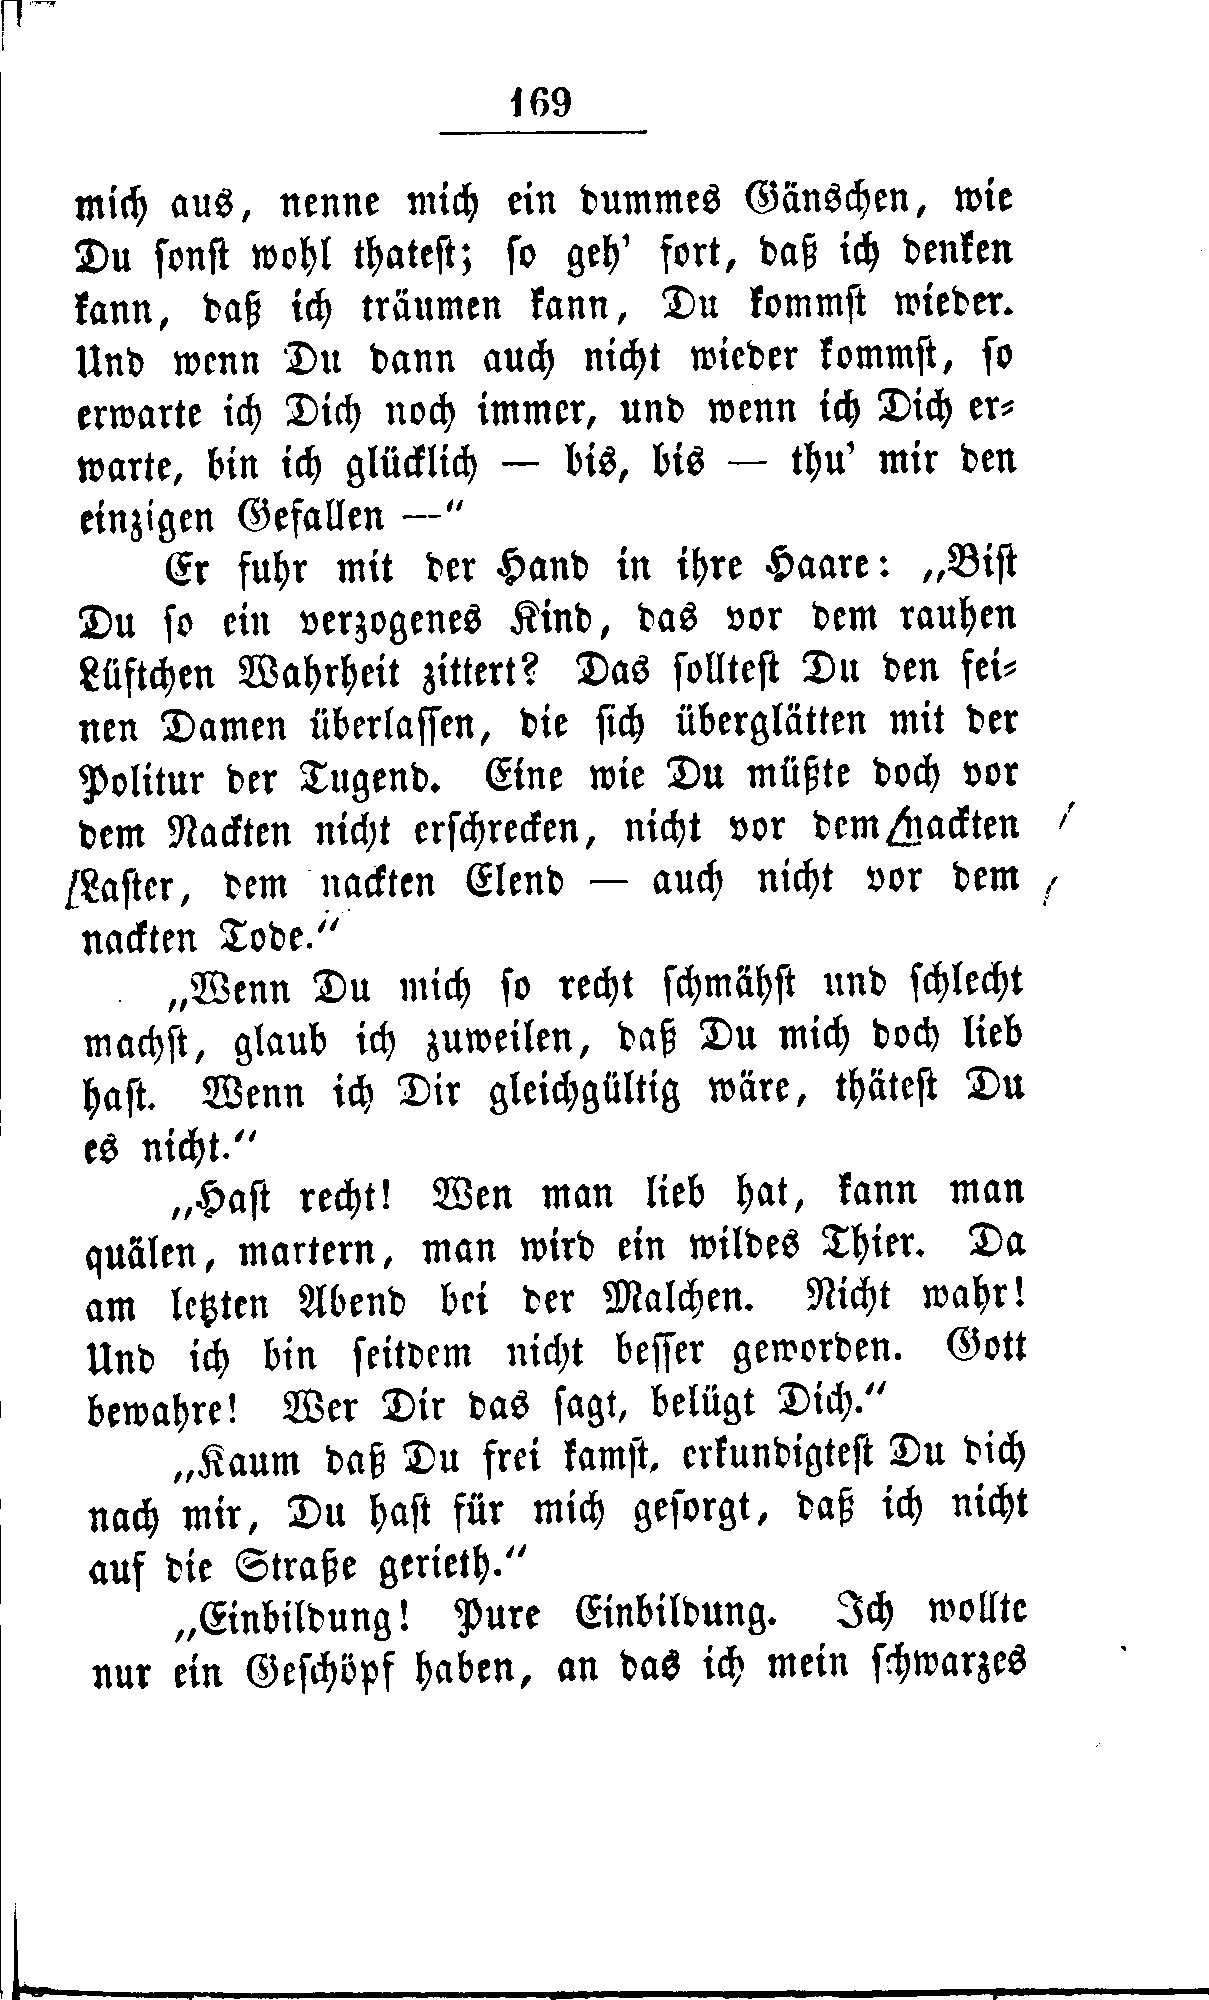 169
mich aus, nenne mich ein dummes Gänschen, wie
Du sonst wohl thatest; so geh' fort, daß ich denken
kann, daß ich träumen kann, Du kommst wieder.
Und wenn Du dann auch nicht wieder kommst, so
erwarte ich Dich noch immer, und wenn ich Dich er-
warte, bin ich glücklich — bis, bis — thu' mir den
einzigen Gefallen —“
Er fuhr mit der Hand in ihre Haare: „Bist
Du so ein verzogenes Kind, das vor dem rauhen
Lüftchen Wahrheit zittert? Das solltest Du den fei-
nen Damen überlassen, die sich überglätten mit der
Politur der Tugend. Eine wie Du müßte doch vor
dem Nackten nicht erschrecken, nicht vor dem nackten
Laster, dem nackten Elend — auch nicht vor dem
nackten Tode.“
„Wenn Du mich so recht schmähst und schlecht
machst, glaub ich zuweilen, daß Du mich doch lieb
hast. Wenn ich Dir gleichgültig wäre, thätest Du
es nicht.“
„Hast recht! Wen man lieb hat, kann man
quälen, martern, man wird ein wildes Thier. Da
am letzten Abend bei der Malchen. Nicht wahr!
Und ich bin seitdem nicht besser geworden. Gott
bewahre! Wer Dir das sagt, belügt Dich.“
„Kaum daß Du frei kamst, erkundigtest Du dich
nach mir, Du hast für mich gesorgt, daß ich nicht
auf die Straße gerieth.“
„Einbildung! Pure Einbildung. Ich wollte
nur ein Geschöpf haben, an das ich mein schwarzes